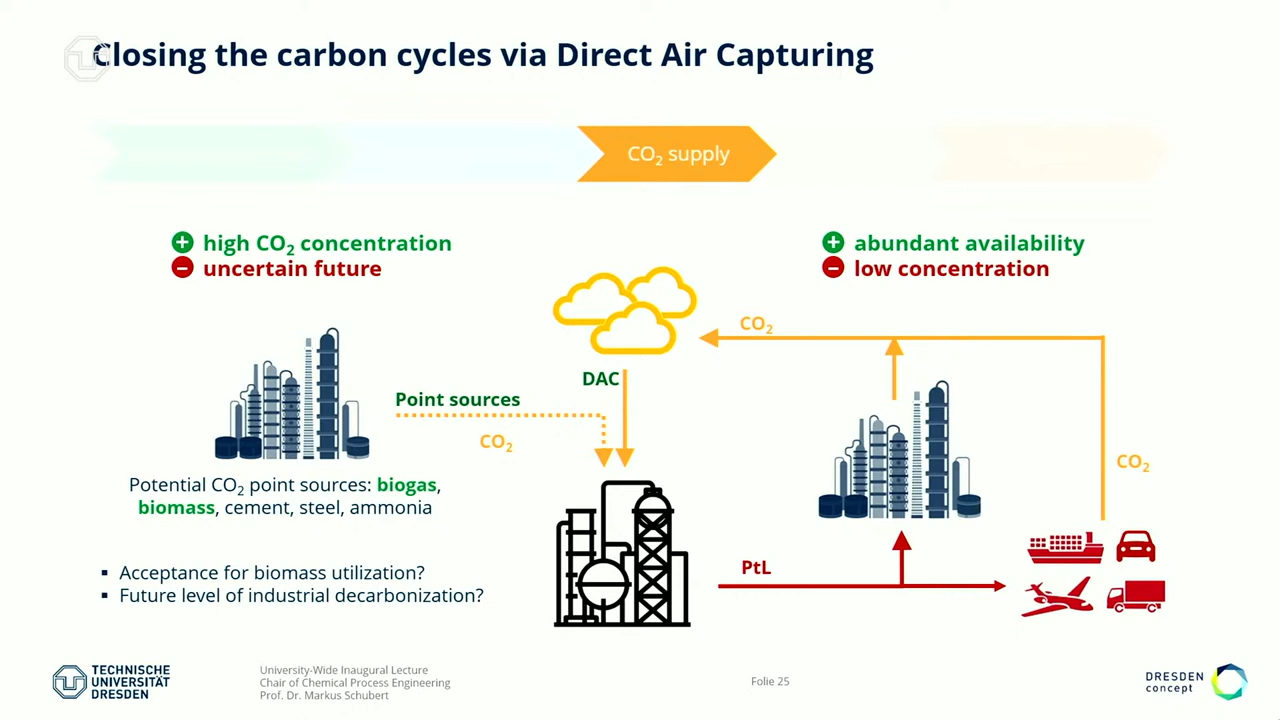 Closing the carbon cycles via Direct Air Capturing
CO₂ supply
high CO₂ concentration
uncertain future
abundant availability
low concentration
CO₂
DAC
Point sources
CO₂
CO₂
Potential CO₂ point sources: biogas,
biomass, cement, steel, ammonia
PtL
▪ Acceptance for biomass utilization?
▪ Future level of industrial decarbonization?
TECHNISCHE
UNIVERSITÄT
DRESDEN
University-Wide Inaugural Lecture
Chair of Chemical Process Engineering
Prof. Dr. Markus Schubert
Folie 25
DRESDEN
concept